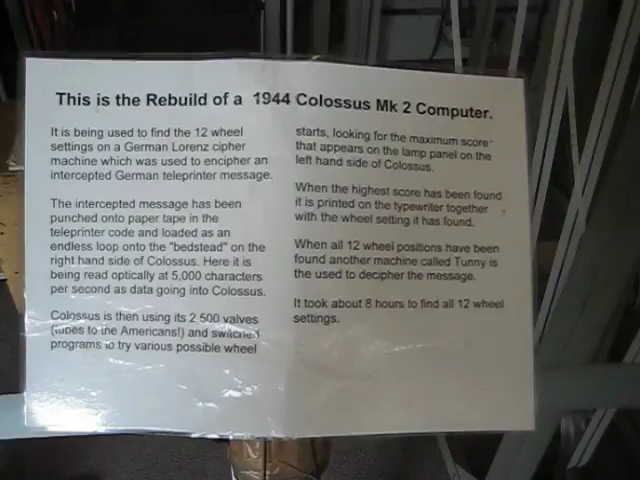 This is the Rebuild of a 1944 Colossus Mk 2 Computer.
It is being used to find the 12 wheel
settings on a German Lorenz cipher
machine which was used to encipher an
intercepted German teleprinter message.
The intercepted message has been
punched onto paper tape in the
teleprinter code and loaded as an
endless loop onto the "bedstead" on the
right hand side of Colossus. Here it is
being read optically at 5,000 characters
per second as data going into Colossus.
Colossus is then using its 2,500 valves
(tubes to the Americans!) and switched
programs to try various possible wheel
starts, looking for the maximum score
that appears on the lamp panel on the
left hand side of Colossus.
When the highest score has been found
it is printed on the typewriter together
with the wheel setting it has found.
When all 12 wheel positions have been
found another machine called Tunny is
the used to decipher the message.
It took about 8 hours to find all 12 wheel
settings.